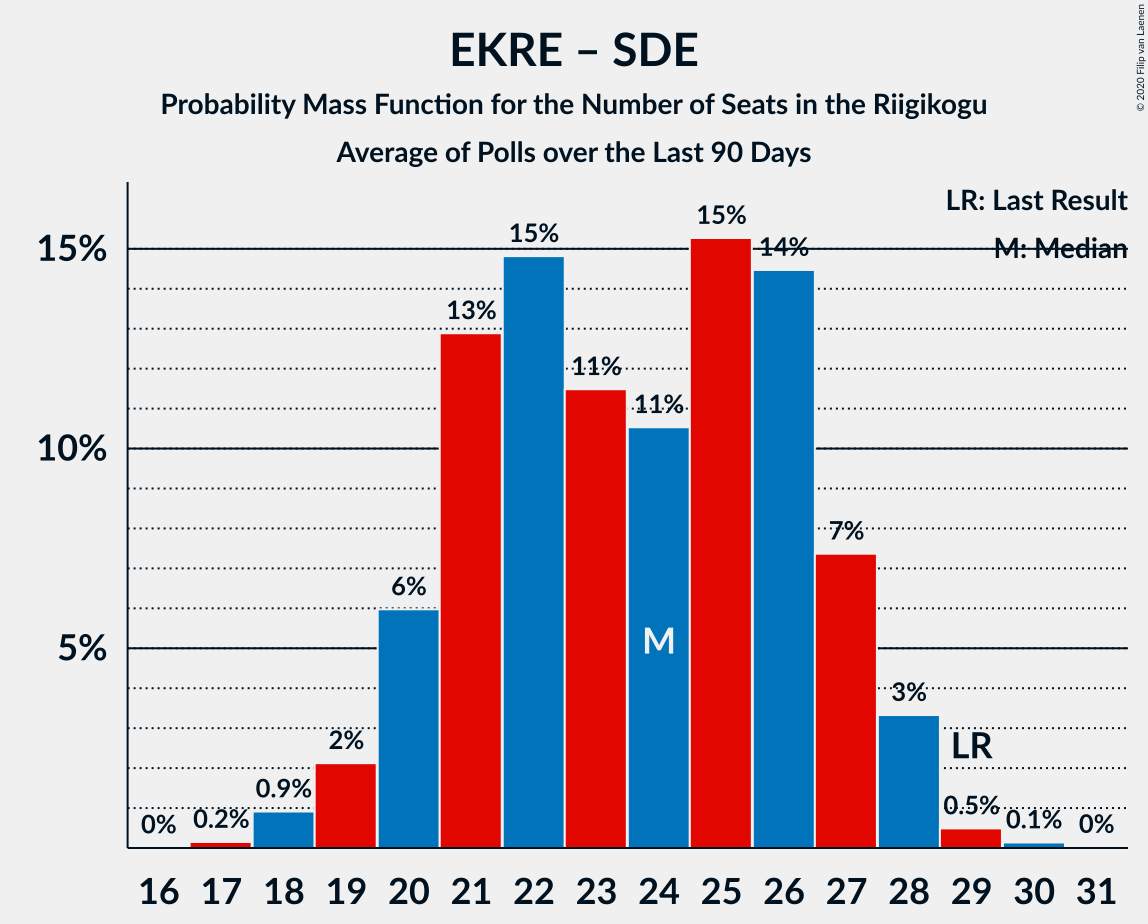 EKRE – SDE
Probability Mass Function for the Number of Seats in the Riigikogu
Average of Polls over the Last 90 Days
© 2020 Filip van Laenen
LR: Last Result
M: Median
15%
10%
5%
0%
0.2%
0.9%
2%
6%
13%
15%
11%
11%
15%
14%
7%
3%
0.5%
0.1%
0%
M
LR
16 17 18 19 20 21 22 23 24 25 26 27 28 29 30 31